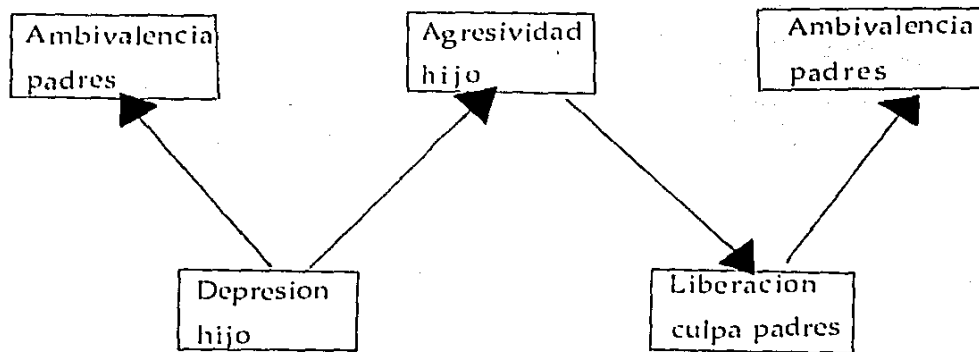 Ambivalencia
padres
Agresividad
hijo
Ambivalencia
padres
Depresion
hijo
Liberacion
culpa padres